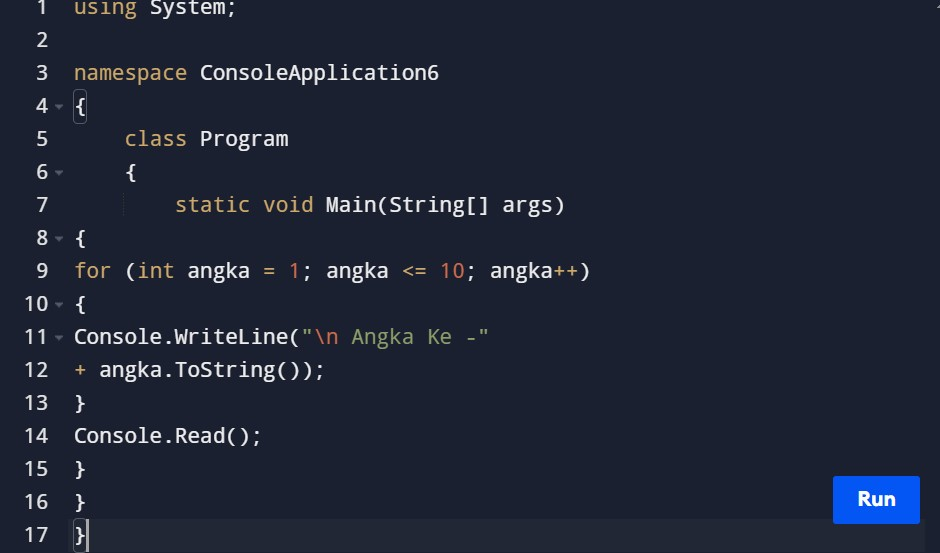 1 using System;
2
3 namespace ConsoleApplication6
4 {
5 class Program
6 {
7 static void Main(String[] args)
8 {
9 for (int angka = 1; angka <= 10; angka++)
10 {
11 Console.WriteLine("\n Angka Ke -"
12 + angka.ToString());
13 }
14 Console.Read();
15 }
16 }
17 }
Run